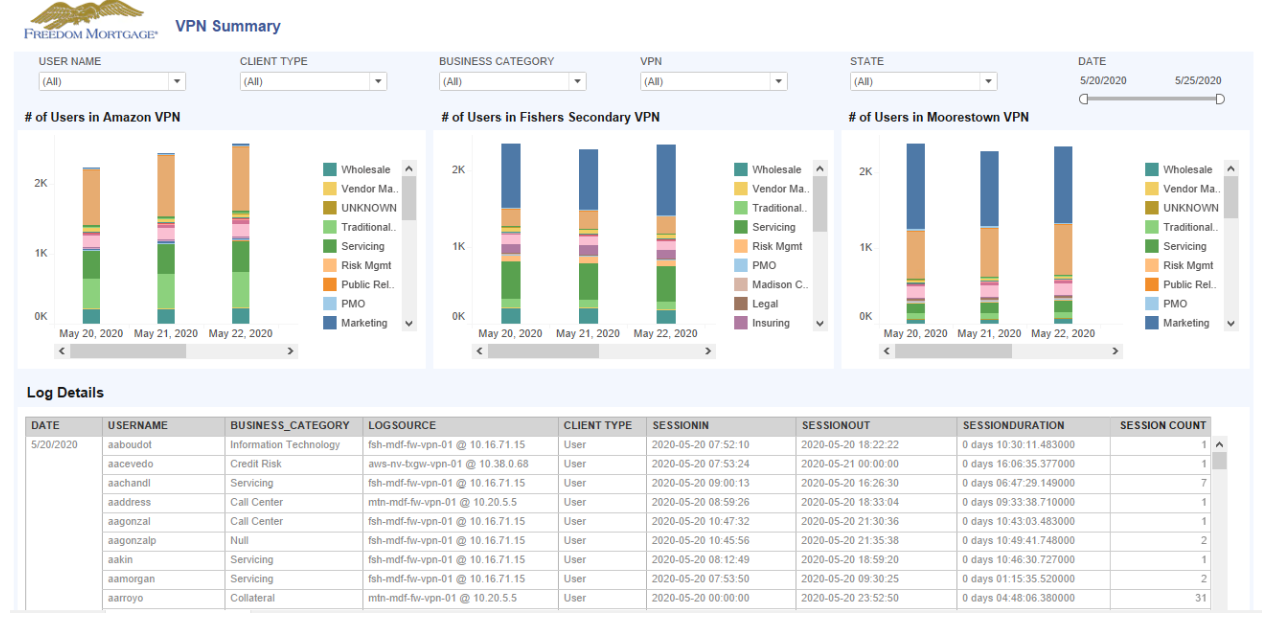 FREEDOM MORTGAGE®
VPN Summary
USER NAME CLIENT TYPE BUSINESS CATEGORY VPN STATE DATE
(All) (All) (All) (All) (All) 5/20/2020 5/25/2020
# of Users in Amazon VPN # of Users in Fishers Secondary VPN # of Users in Moorestown VPN
2K
1K
0K
May 20, 2020 May 21, 2020 May 22, 2020
Wholesale
Vendor Ma..
UNKNOWN
Traditional..
Servicing
Risk Mgmt
Public Rel..
PMO
Marketing
2K
1K
0K
May 20, 2020 May 21, 2020 May 22, 2020
Wholesale
Vendor Ma..
Traditional..
Servicing
Risk Mgmt
PMO
Madison C..
Legal
Insuring
2K
1K
0K
May 20, 2020 May 21, 2020 May 22, 2020
Wholesale
Vendor Ma..
UNKNOWN
Traditional..
Servicing
Risk Mgmt
Public Rel..
PMO
Marketing
Log Details
DATE USERNAME BUSINESS_CATEGORY LOGSOURCE CLIENT TYPE SESSIONIN SESSIONOUT SESSIONDURATION SESSION COUNT
5/20/2020 aaboudot Information Technology fsh-mdf-fw-vpn-01 @ 10.16.71.15 User 2020-05-20 07:52:10 2020-05-20 18:22:22 0 days 10:30:11.483000 1
aacevedo Credit Risk aws-nv-txgw-vpn-01 @ 10.38.0.68 User 2020-05-20 07:53:24 2020-05-21 00:00:00 0 days 16:06:35.377000 1
aachandl Servicing fsh-mdf-fw-vpn-01 @ 10.16.71.15 User 2020-05-20 09:00:13 2020-05-20 16:26:30 0 days 06:47:29.149000 7
aaddress Call Center mtn-mdf-fw-vpn-01 @ 10.20.5.5 User 2020-05-20 08:59:26 2020-05-20 18:33:04 0 days 09:33:38.710000 1
aagonzal Call Center fsh-mdf-fw-vpn-01 @ 10.16.71.15 User 2020-05-20 10:47:32 2020-05-20 21:30:36 0 days 10:43:03.483000 1
aagonzalp Null fsh-mdf-fw-vpn-01 @ 10.16.71.15 User 2020-05-20 10:45:56 2020-05-20 21:35:38 0 days 10:49:41.748000 2
aakin Servicing fsh-mdf-fw-vpn-01 @ 10.16.71.15 User 2020-05-20 08:12:49 2020-05-20 18:59:20 0 days 10:46:30.727000 1
aamorgan Servicing fsh-mdf-fw-vpn-01 @ 10.16.71.15 User 2020-05-20 07:53:50 2020-05-20 09:30:25 0 days 01:15:35.520000 2
aarroyo Collateral mtn-mdf-fw-vpn-01 @ 10.20.5.5 User 2020-05-20 00:00:00 2020-05-20 23:52:50 0 days 04:48:06.380000 31